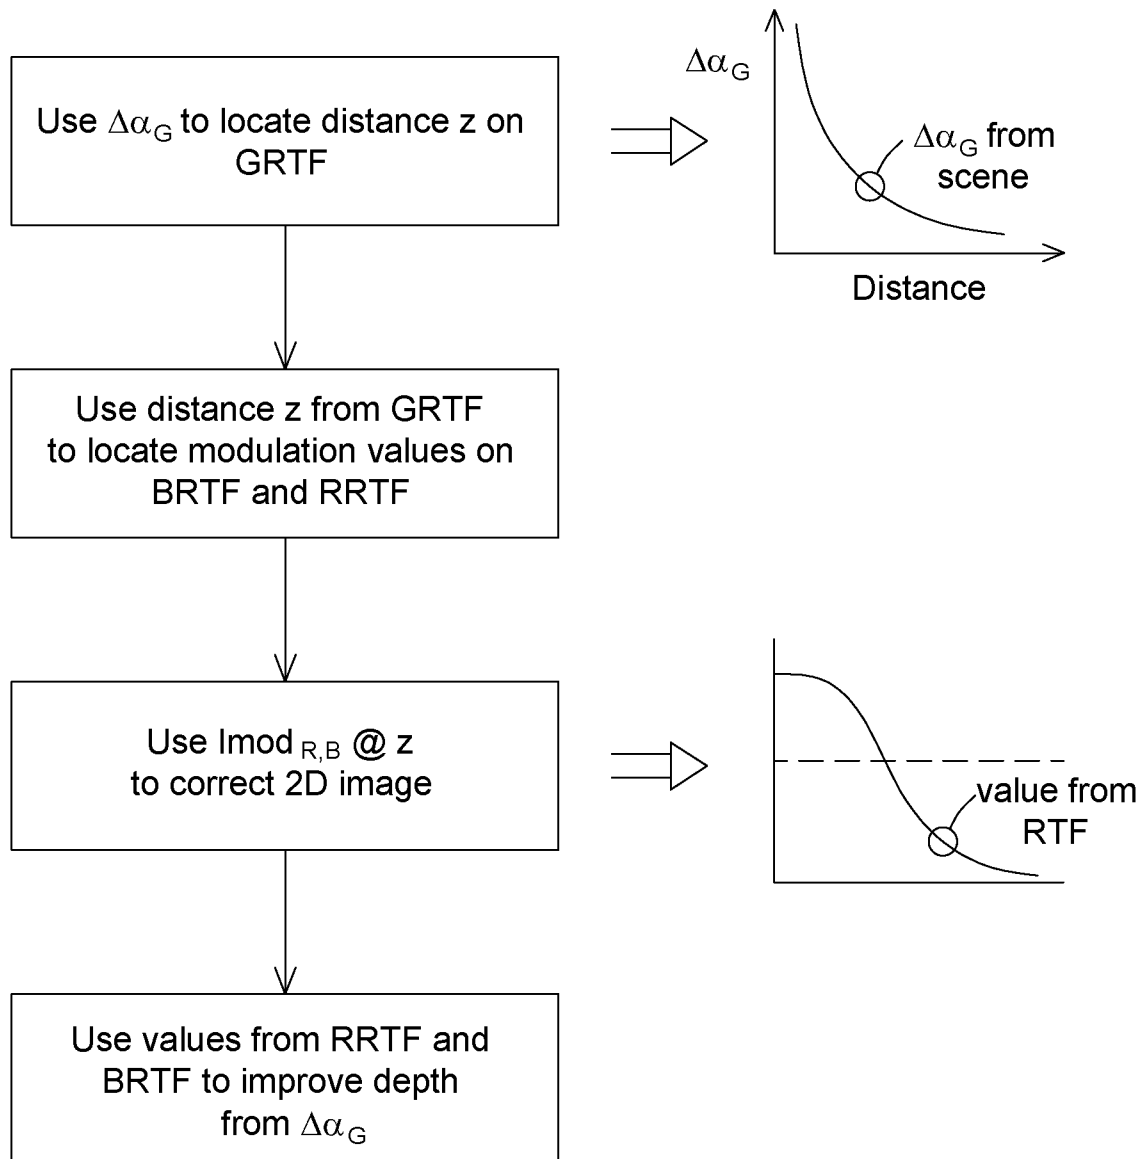 Use Δα_G to locate distance z on
GRTF
Δα_G
Δα_G from
scene
Distance
Use distance z from GRTF
to locate modulation values on
BRTF and RRTF
Use Imod R,B @ z
to correct 2D image
value from
RTF
Use values from RRTF and
BRTF to improve depth
from Δα_G